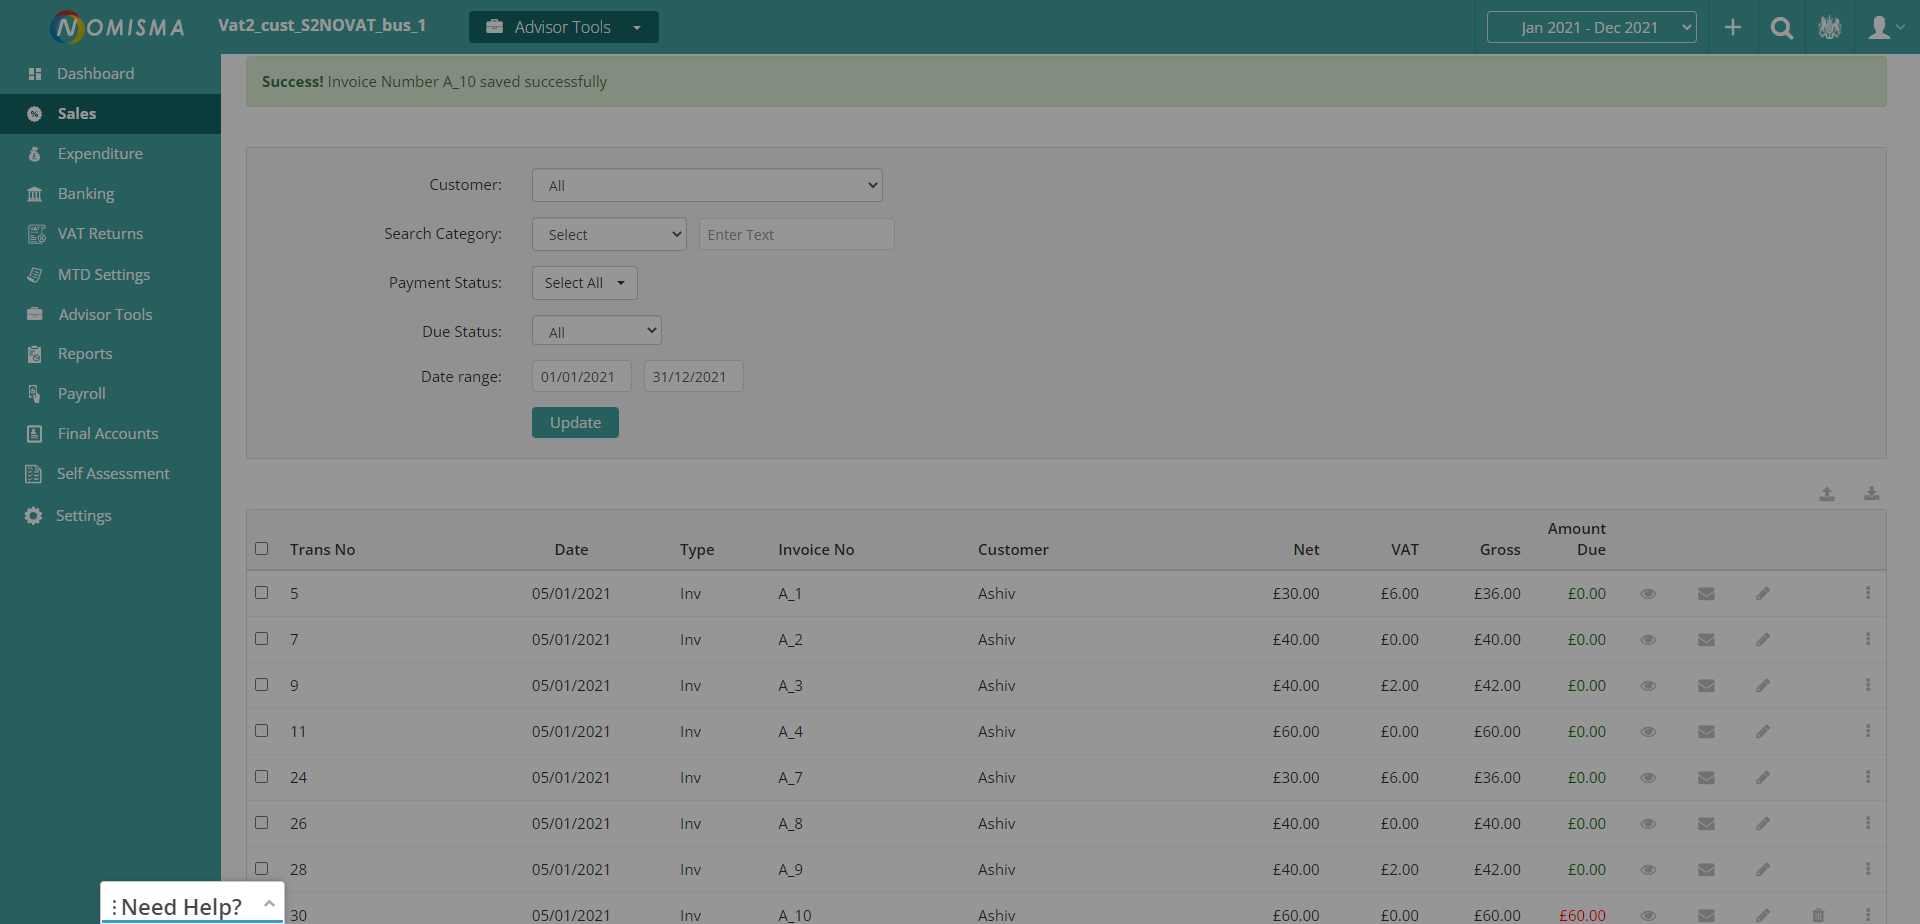 NOMISMA Vat2_cust_S2NOVAT_bus_1 Advisor Tools Jan 2021 - Dec 2021
Dashboard
Sales
Expenditure
Banking
VAT Returns
MTD Settings
Advisor Tools
Reports
Payroll
Final Accounts
Self Assessment
Settings
Success! Invoice Number A_10 saved successfully
Customer: All
Search Category: Select Enter Text
Payment Status: Select All
Due Status: All
Date range: 01/01/2021 31/12/2021
Update
Trans No Date Type Invoice No Customer Net VAT Gross Amount Due
5 05/01/2021 Inv A_1 Ashiv £30.00 £6.00 £36.00 £0.00
7 05/01/2021 Inv A_2 Ashiv £40.00 £0.00 £40.00 £0.00
9 05/01/2021 Inv A_3 Ashiv £40.00 £2.00 £42.00 £0.00
11 05/01/2021 Inv A_4 Ashiv £60.00 £0.00 £60.00 £0.00
24 05/01/2021 Inv A_7 Ashiv £30.00 £6.00 £36.00 £0.00
26 05/01/2021 Inv A_8 Ashiv £40.00 £0.00 £40.00 £0.00
28 05/01/2021 Inv A_9 Ashiv £40.00 £2.00 £42.00 £0.00
30 05/01/2021 Inv A_10 Ashiv £60.00 £0.00 £60.00 £60.00
Need Help?